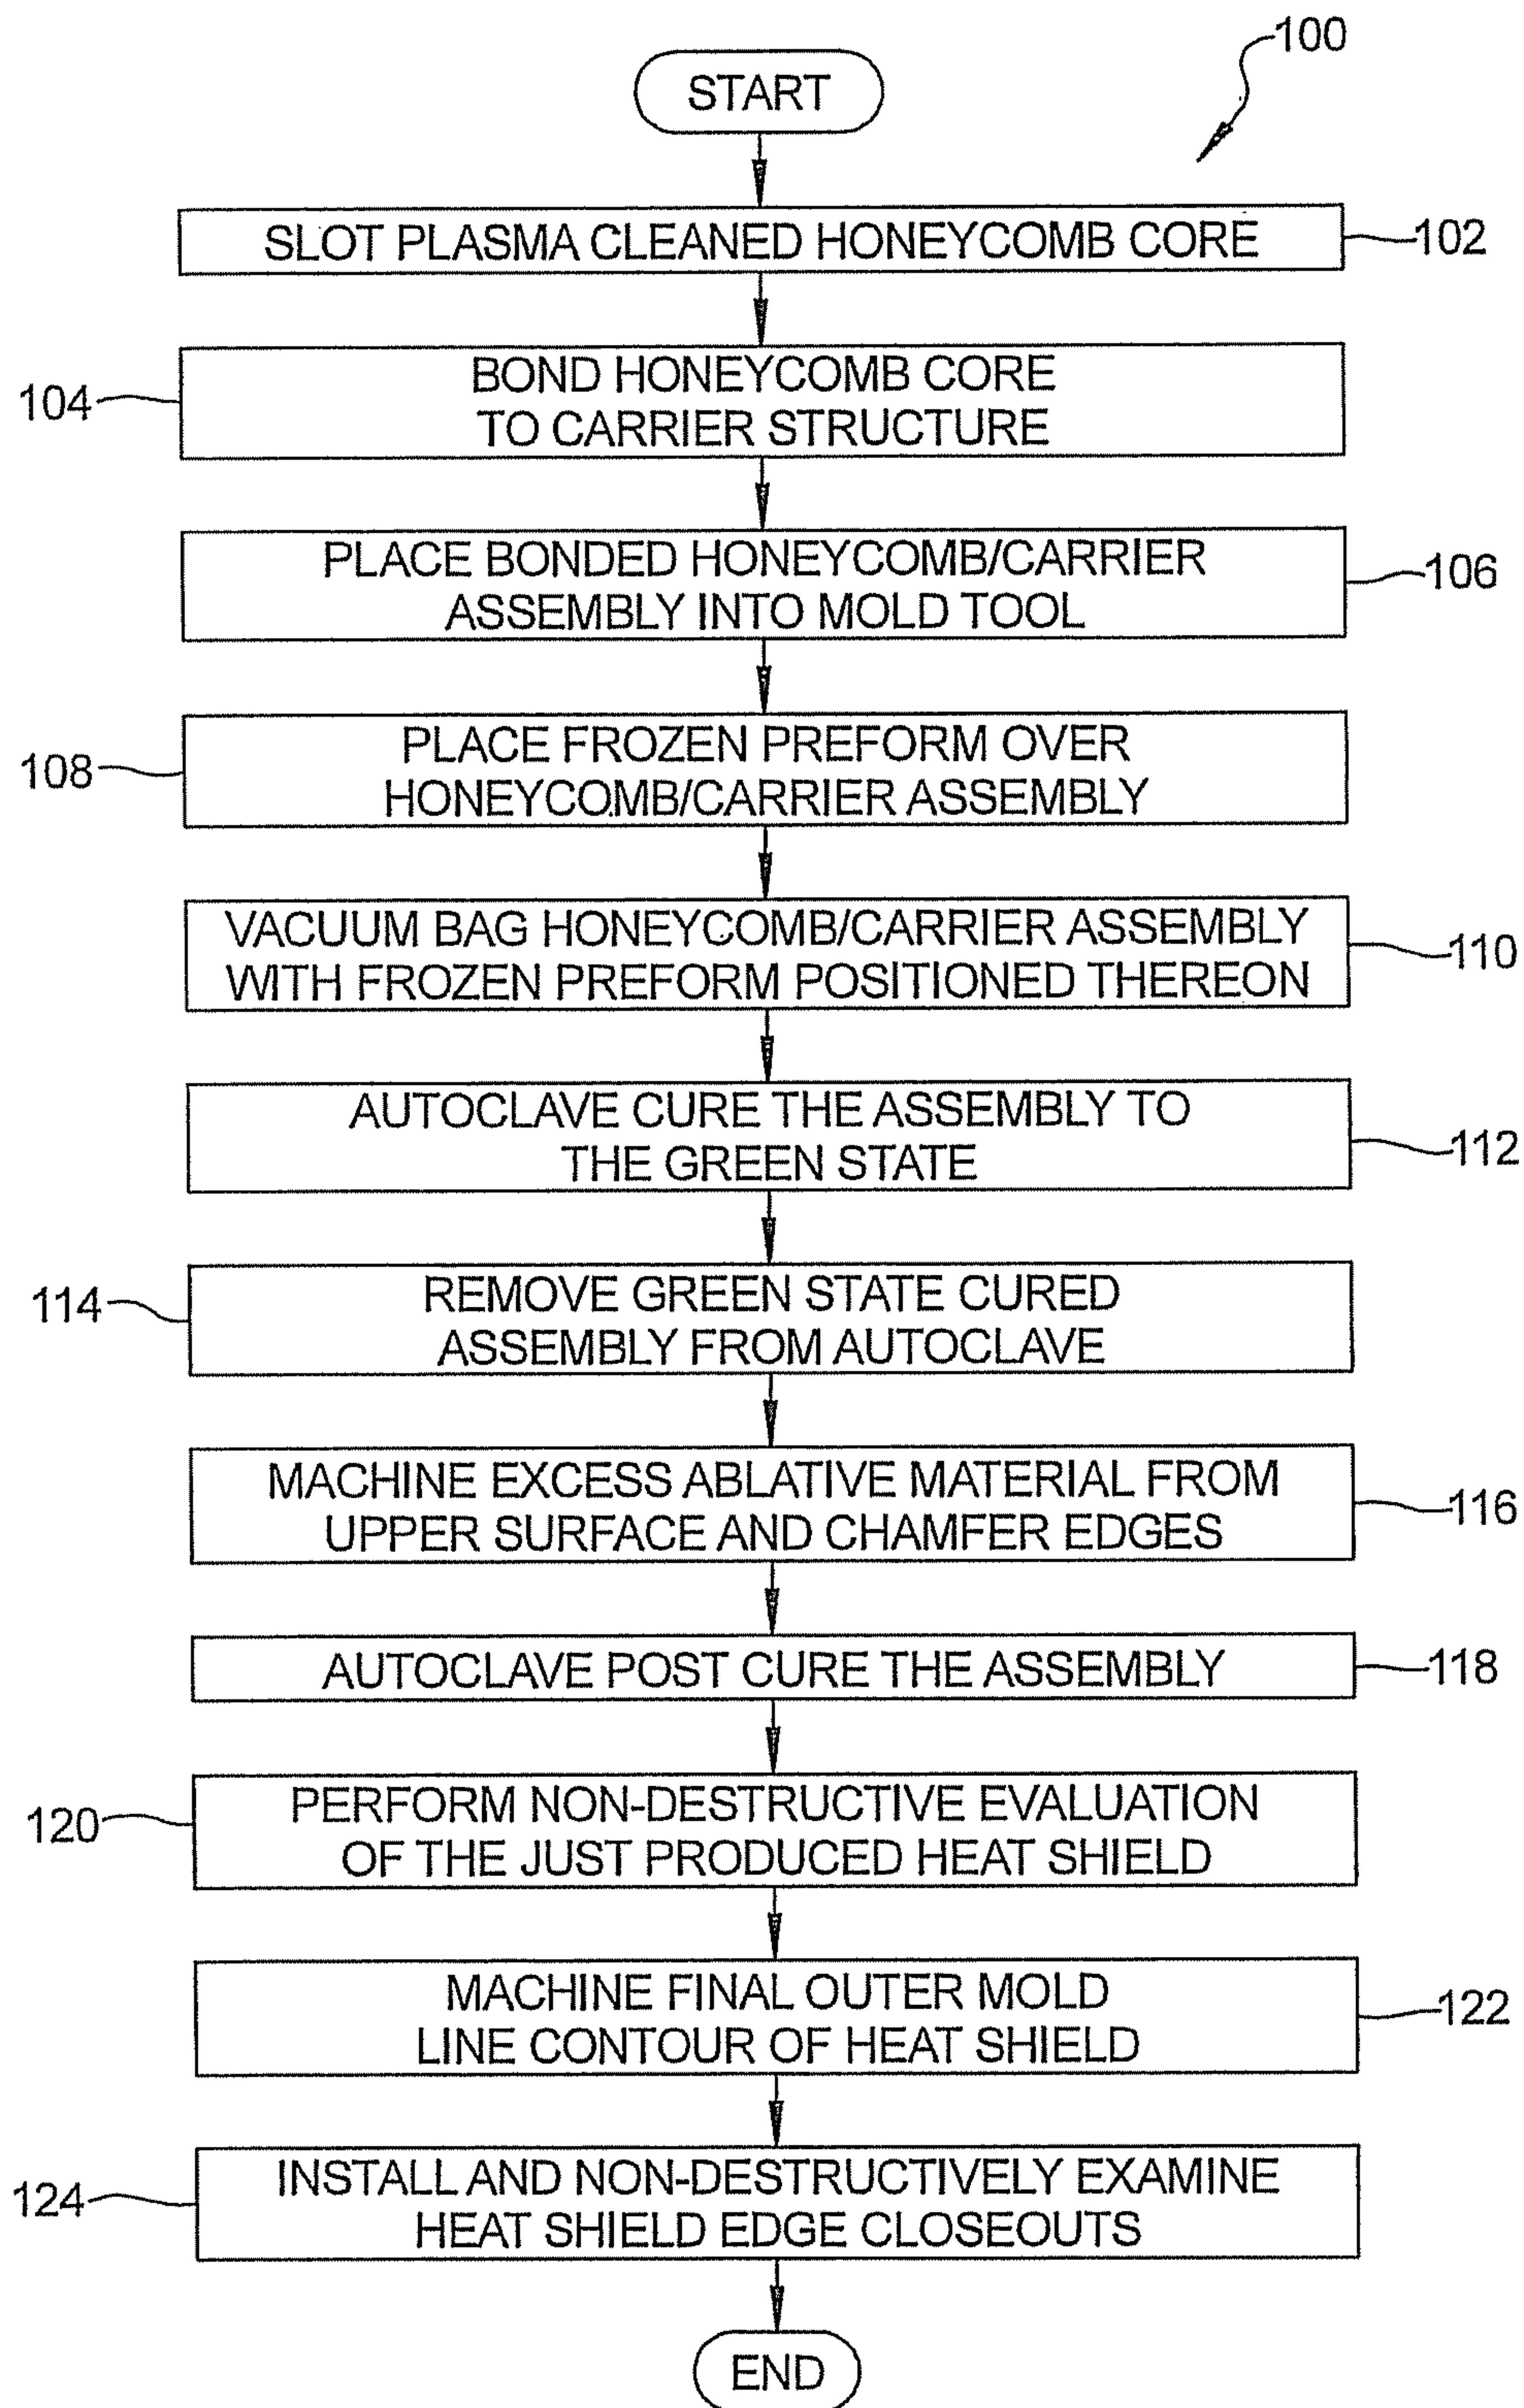 100
START
SLOT PLASMA CLEANED HONEYCOMB CORE
102
104
BOND HONEYCOMB CORE
TO CARRIER STRUCTURE
PLACE BONDED HONEYCOMB/CARRIER
ASSEMBLY INTO MOLD TOOL
106
108
PLACE FROZEN PREFORM OVER
HONEYCOMB/CARRIER ASSEMBLY
VACUUM BAG HONEYCOMB/CARRIER ASSEMBLY
WITH FROZEN PREFORM POSITIONED THEREON
110
AUTOCLAVE CURE THE ASSEMBLY TO
THE GREEN STATE
112
114
REMOVE GREEN STATE CURED
ASSEMBLY FROM AUTOCLAVE
MACHINE EXCESS ABLATIVE MATERIAL FROM
UPPER SURFACE AND CHAMFER EDGES
116
AUTOCLAVE POST CURE THE ASSEMBLY
118
120
PERFORM NON-DESTRUCTIVE EVALUATION
OF THE JUST PRODUCED HEAT SHIELD
MACHINE FINAL OUTER MOLD
LINE CONTOUR OF HEAT SHIELD
122
124
INSTALL AND NON-DESTRUCTIVELY EXAMINE
HEAT SHIELD EDGE CLOSEOUTS
END